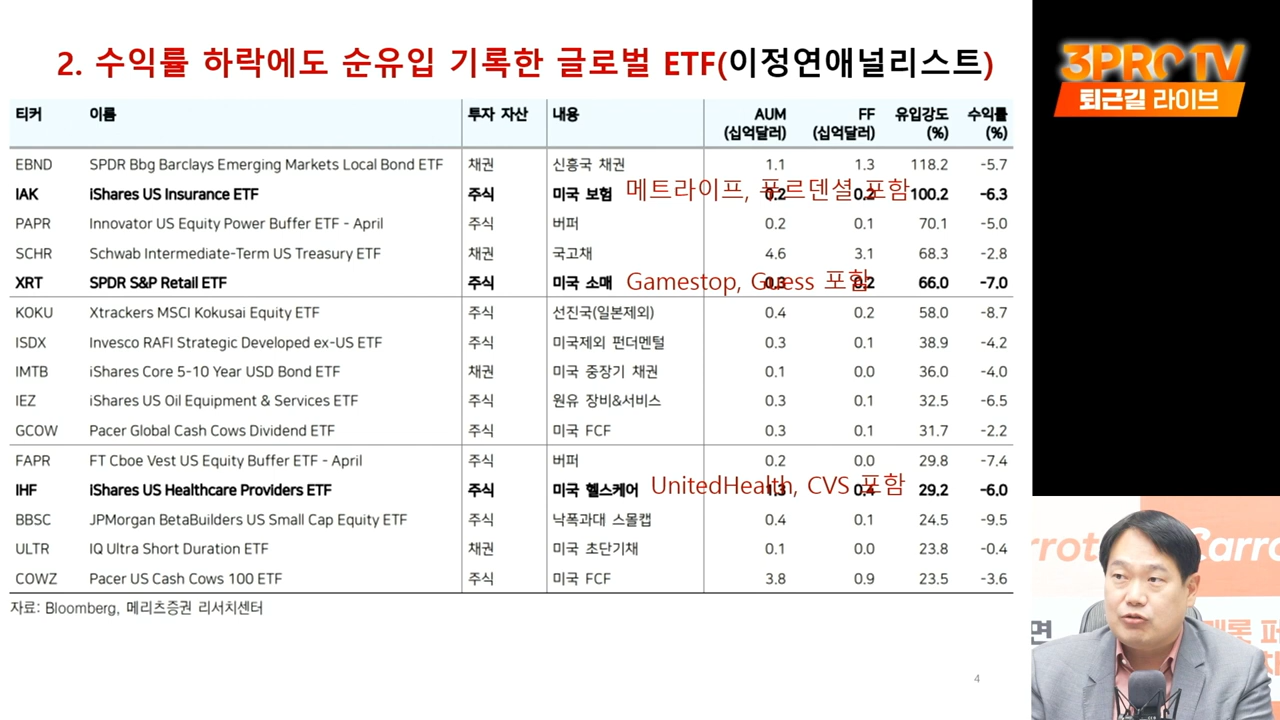 2. 수익률 하락에도 순유입 기록한 글로벌 ETF(이정연애널리스트)
3PRO TV
퇴근길 라이브
티커 이름 투자 자산 내용 AUM (십억달러) FF (십억달러) 유입강도 (%) 수익률 (%)
EBND SPDR Bbg Barclays Emerging Markets Local Bond ETF 채권 신흥국 채권 1.1 1.3 118.2 -5.7
IAK iShares US Insurance ETF 주식 미국 보험 메트라이프, 푸르덴셜 포함 0.2 0.2 100.2 -6.3
PAPR Innovator US Equity Power Buffer ETF - April 주식 버퍼 0.2 0.1 70.1 -5.0
SCHR Schwab Intermediate-Term US Treasury ETF 채권 국고채 4.6 3.1 68.3 -2.8
XRT SPDR S&P Retail ETF 주식 미국 소매 Gamestop, Guess 포함 0.3 0.2 66.0 -7.0
KOKU Xtrackers MSCI Kokusai Equity ETF 주식 선진국(일본제외) 0.4 0.2 58.0 -8.7
ISDX Invesco RAFI Strategic Developed ex-US ETF 주식 미국제외 펀더멘털 0.3 0.1 38.9 -4.2
IMTB iShares Core 5-10 Year USD Bond ETF 채권 미국 중장기 채권 0.1 0.0 36.0 -4.0
IEZ iShares US Oil Equipment & Services ETF 주식 원유 장비&서비스 0.3 0.1 32.5 -6.5
GCOW Pacer Global Cash Cows Dividend ETF 주식 미국 FCF 0.3 0.1 31.7 -2.2
FAPR FT Cboe Vest US Equity Buffer ETF - April 주식 버퍼 0.2 0.0 29.8 -7.4
IHF iShares US Healthcare Providers ETF 주식 미국 헬스케어 UnitedHealth, CVS 포함 1.3 0.4 29.2 -6.0
BBSC JPMorgan BetaBuilders US Small Cap Equity ETF 주식 낙폭과대 스몰캡 0.4 0.1 24.5 -9.5
ULTR IQ Ultra Short Duration ETF 채권 미국 초단기채 0.1 0.0 23.8 -0.4
COWZ Pacer US Cash Cows 100 ETF 주식 미국 FCF 3.8 0.9 23.5 -3.6
자료: Bloomberg, 메리츠증권 리서치센터
4
rrot Carro
면 캐롯 퍼